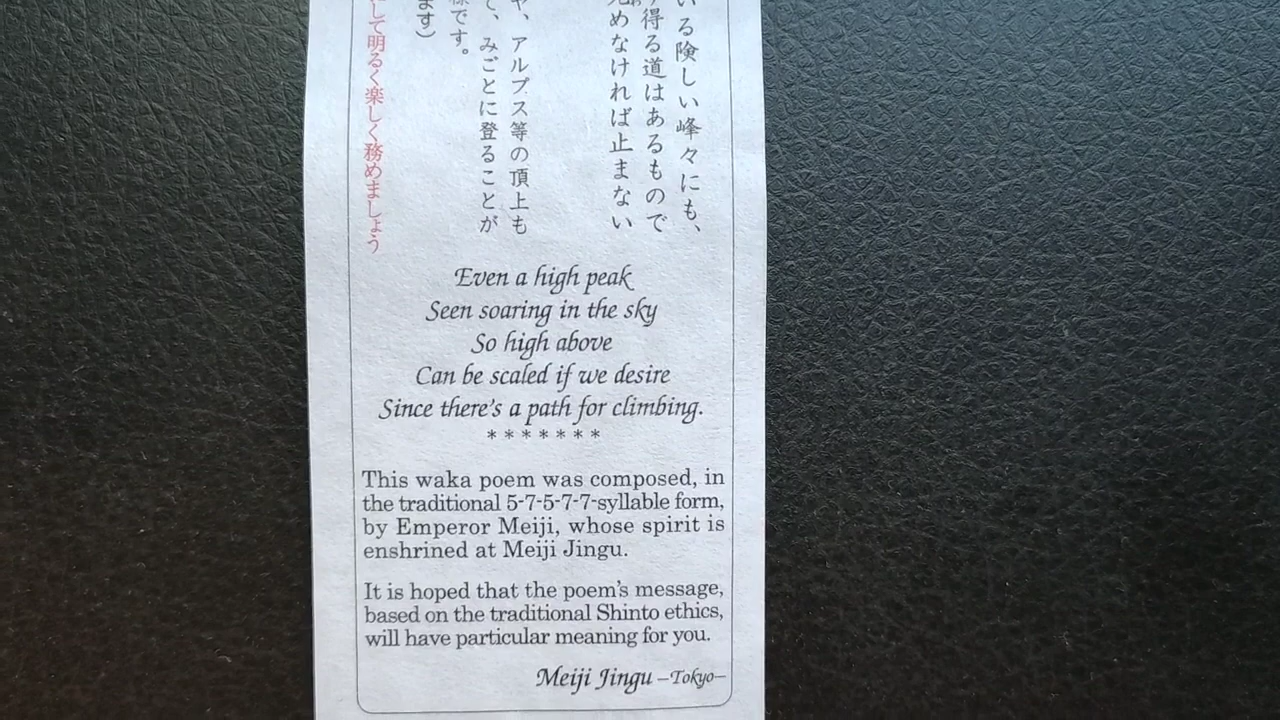 いる険しい峰々にも、
得る道はあるもので
めなければ止まない
、アルプス等の頂上も
て、みごとに登ることが
様です。
ます）
して明るく楽しく務めましょう
Even a high peak
Seen soaring in the sky
So high above
Can be scaled if we desire
Since there's a path for climbing.
*******
This waka poem was composed, in
the traditional 5-7-5-7-7-syllable form,
by Emperor Meiji, whose spirit is
enshrined at Meiji Jingu.
It is hoped that the poem's message,
based on the traditional Shinto ethics,
will have particular meaning for you.
Meiji Jingu –Tokyo–